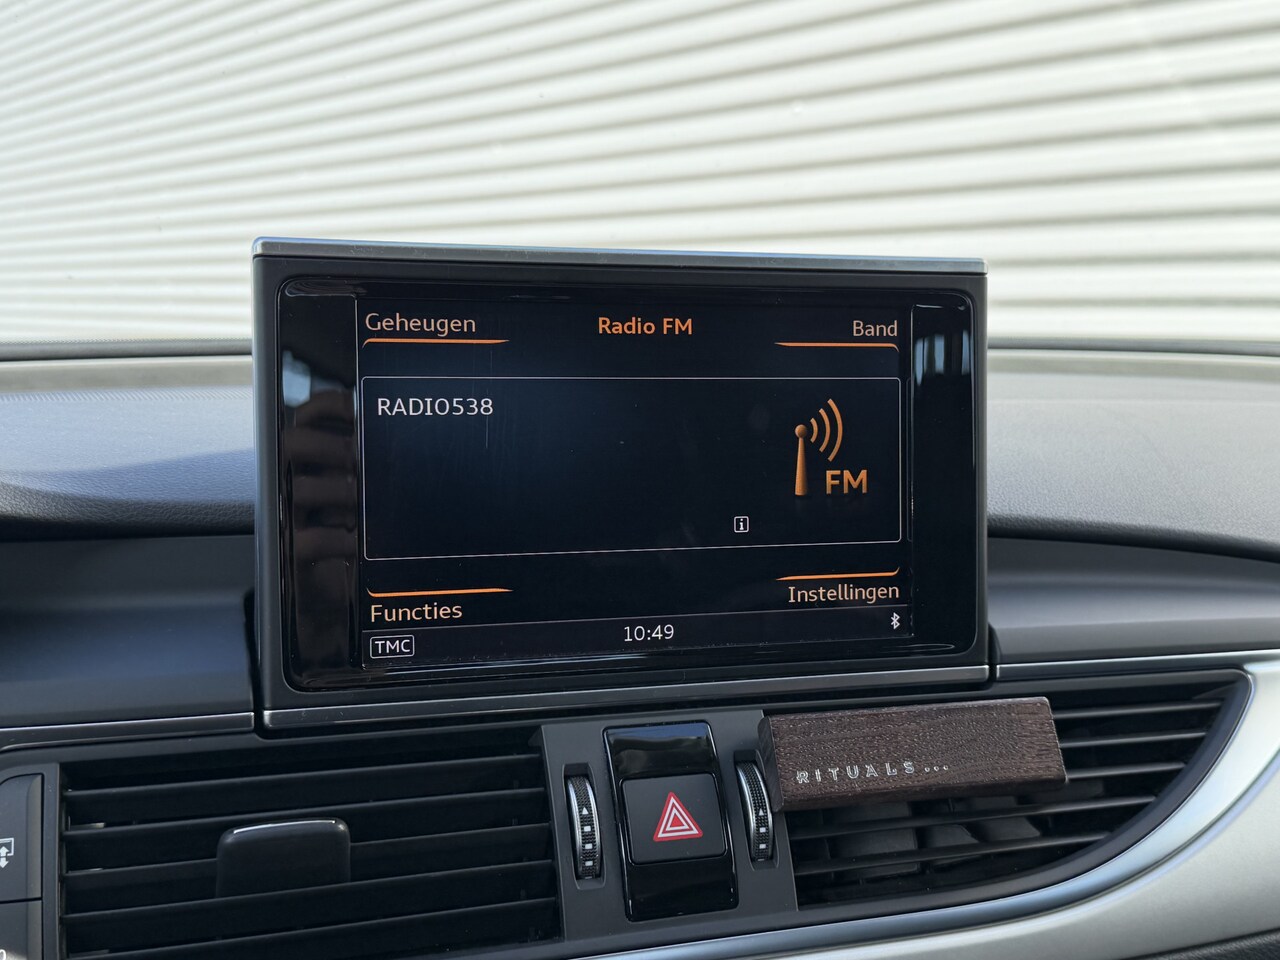 Geheugen
Radio FM
Band
RADIO538
FM
i
Functies
Instellingen
TMC
10:49
RITUALS...